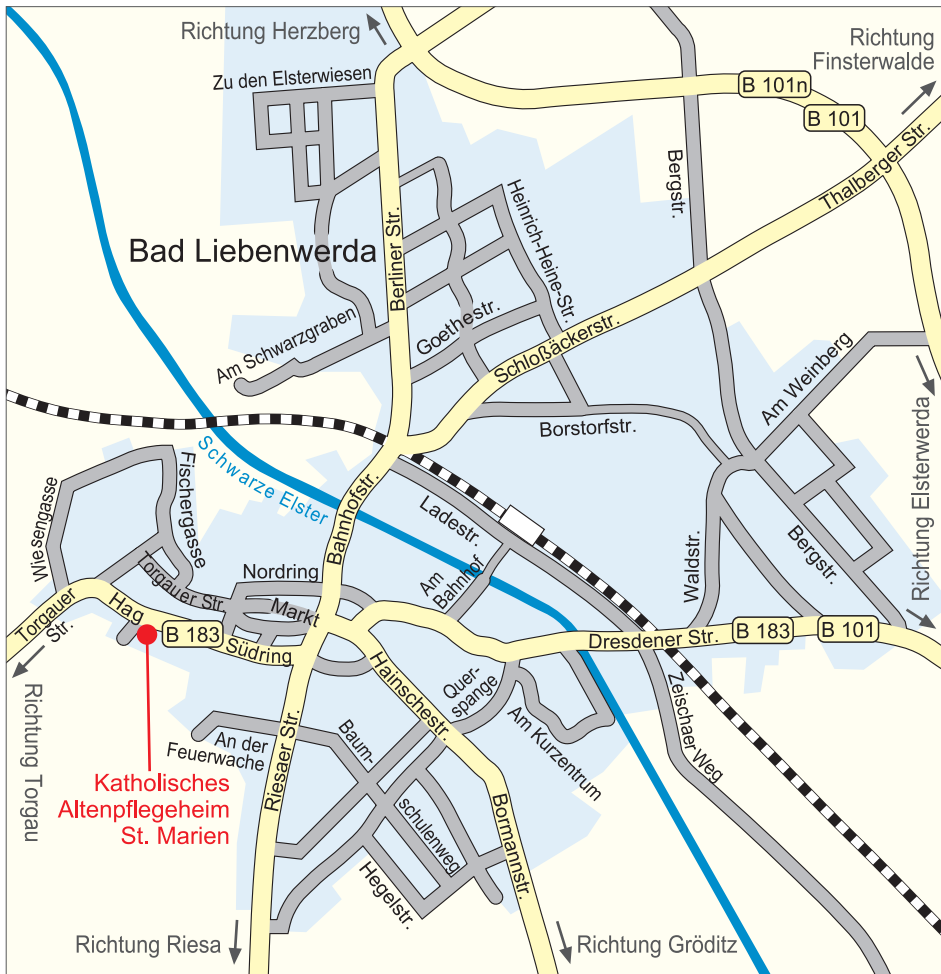 Richtung Herzberg
Richtung
Finsterwalde
Zu den Elsterwiesen
B 101n
B 101
Thalberger Str.
Bergstr.
Heinrich-Heine-Str.
Bad Liebenwerda
Berliner Str.
Goethestr.
Am Schwarzgraben
Schloßäckerstr.
Am Weinberg
Borstorfstr.
Richtung Elsterwerda
Schwarze Elster
Fischergasse
Wiesengasse
Bahnhofstr.
Ladestr.
Am
Bahnhof
Waldstr.
Bergstr.
Nordring
Torgauer Str.
Markt
Hag
B 183
Südring
Torgauer
Str.
Dresdener Str.
B 183
B 101
Hainschestr.
Quer-
spange
Am Kurzentrum
Zeischaer Weg
Richtung Torgau
An der
Feuerwache
Riesaer Str.
Baum-
schulenweg
Katholisches
Altenpflegeheim
St. Marien
Hegelstr.
Bormannstr.
Richtung Riesa
Richtung Gröditz